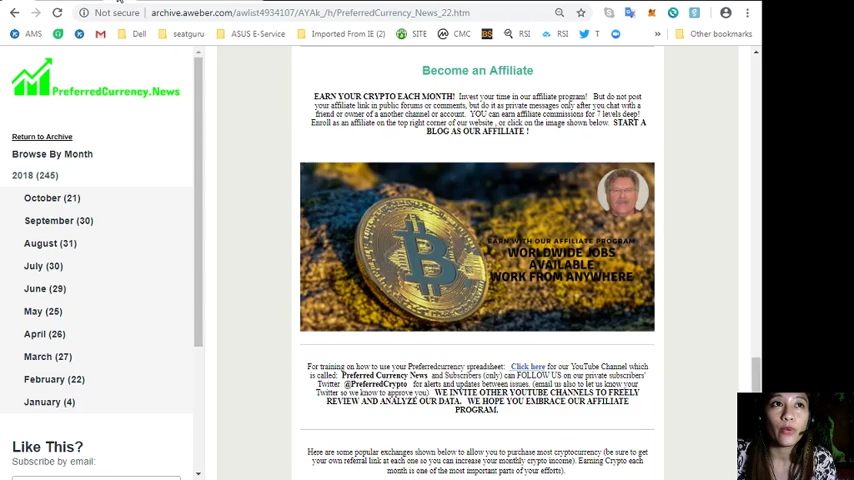 Not secure | archive.aweber.com/awlist4934107/AYAk_/h/PreferredCurrency_News_22.htm
AMS
Dell
seatguru
ASUS E-Service
Imported From IE (2)
SITE
CMC
BS
RSI
RSI
T
»
Other bookmarks
PreferredCurrency.News
Return to Archive
Browse By Month
2018 (245)
October (21)
September (30)
August (31)
July (30)
June (29)
May (25)
April (26)
March (27)
February (22)
January (4)
Like This?
Subscribe by email:
Become an Affiliate
EARN YOUR CRYPTO EACH MONTH! Invest your time in our affiliate program! But do not post
your affiliate link in public forums or comments, but do it as private messages only after you chat with a
friend or owner of a another channel or account. YOU can earn affiliate commissions for 7 levels deep!
Enroll as an affiliate on the top right corner of our website , or click on the image shown below. START A
BLOG AS OUR AFFILIATE !
EARN WITH OUR AFFILIATE PROGRAM
WORLDWIDE JOBS
AVAILABLE
WORK FROM ANYWHERE
For training on how to use your Preferredcurrency spreadsheet: Click here for our YouTube Channel which
is called: Preferred Currency News and Subscribers (only) can FOLLOW US on our private subscribers'
Twitter @PreferredCrypto for alerts and updates between issues. (email us also to let us know your
Twitter so we know to approve you) WE INVITE OTHER YOUTUBE CHANNELS TO FREELY
REVIEW AND ANALYZE OUR DATA. WE HOPE YOU EMBRACE OUR AFFILIATE
PROGRAM.
Here are some popular exchanges shown below to allow you to purchase most cryptocurrency (be sure to get
your own referral link at each one so you can increase your monthly crypto income). Earning Crypto each
month is one of the most important parts of your efforts).